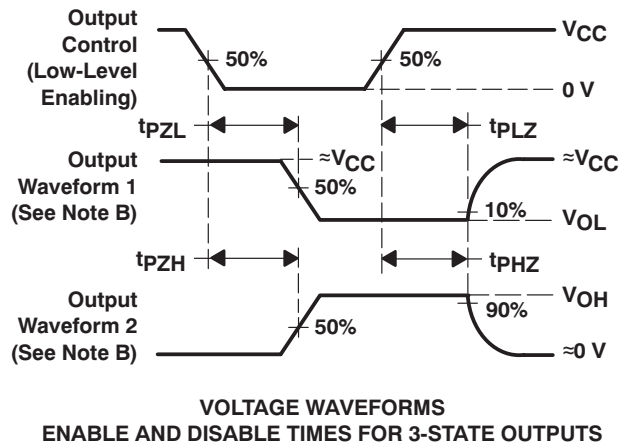 Output
Control
(Low-Level
Enabling)
50%
50%
VCC
0 V
tPZL
tPLZ
Output
Waveform 1
(See Note B)
≈VCC
50%
10%
≈VCC
VOL
tPZH
tPHZ
Output
Waveform 2
(See Note B)
50%
90%
VOH
≈0 V
VOLTAGE WAVEFORMS
ENABLE AND DISABLE TIMES FOR 3-STATE OUTPUTS